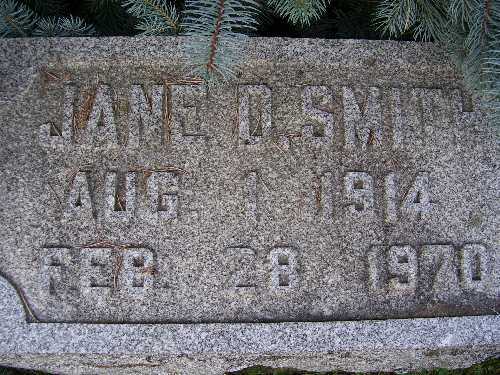 JANE D. SMITH
AUG. 1 1914
FEB. 28 1970